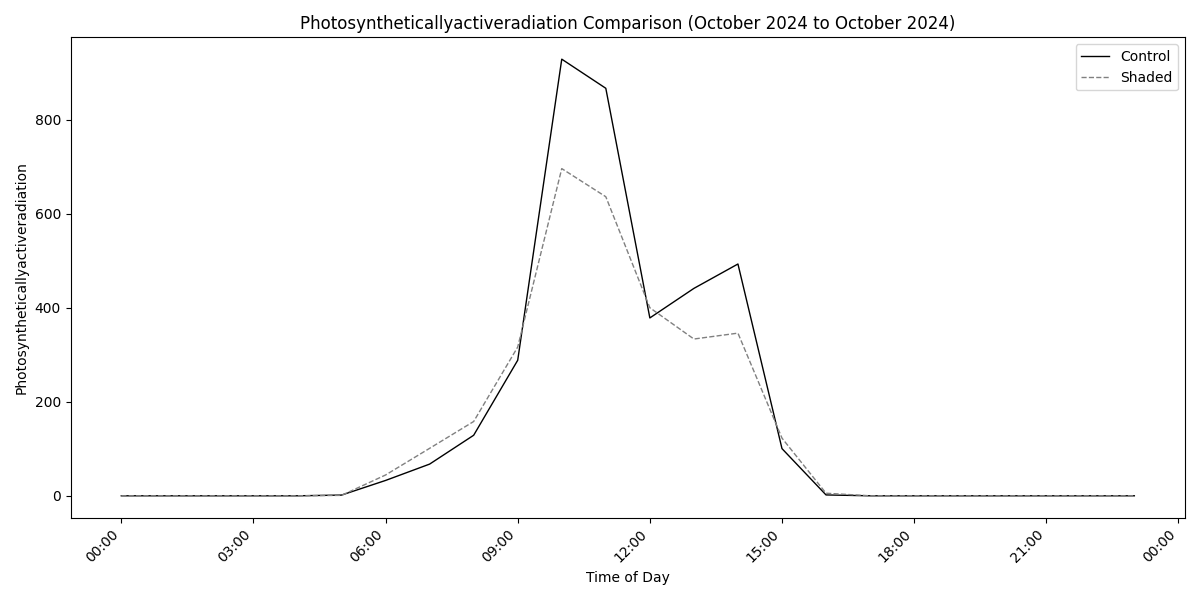 Photosyntheticallyactiveradiation Comparison (October 2024 to October 2024)
Control
Shaded
Photosyntheticallyactiveradiation
800
600
400
200
0
00:00
03:00
06:00
09:00
12:00
15:00
18:00
21:00
00:00
Time of Day